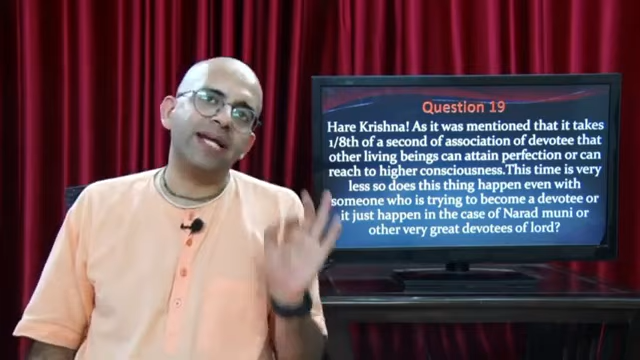 Question 19
Hare Krishna! As it was mentioned that it takes
1/8th of a second of association of devotee that
other living beings can attain perfection or can
reach to higher consciousness.This time is very
less so does this thing happen even with
someone who is trying to become a devotee or
it just happen in the case of Narad muni or
other very great devotees of lord?